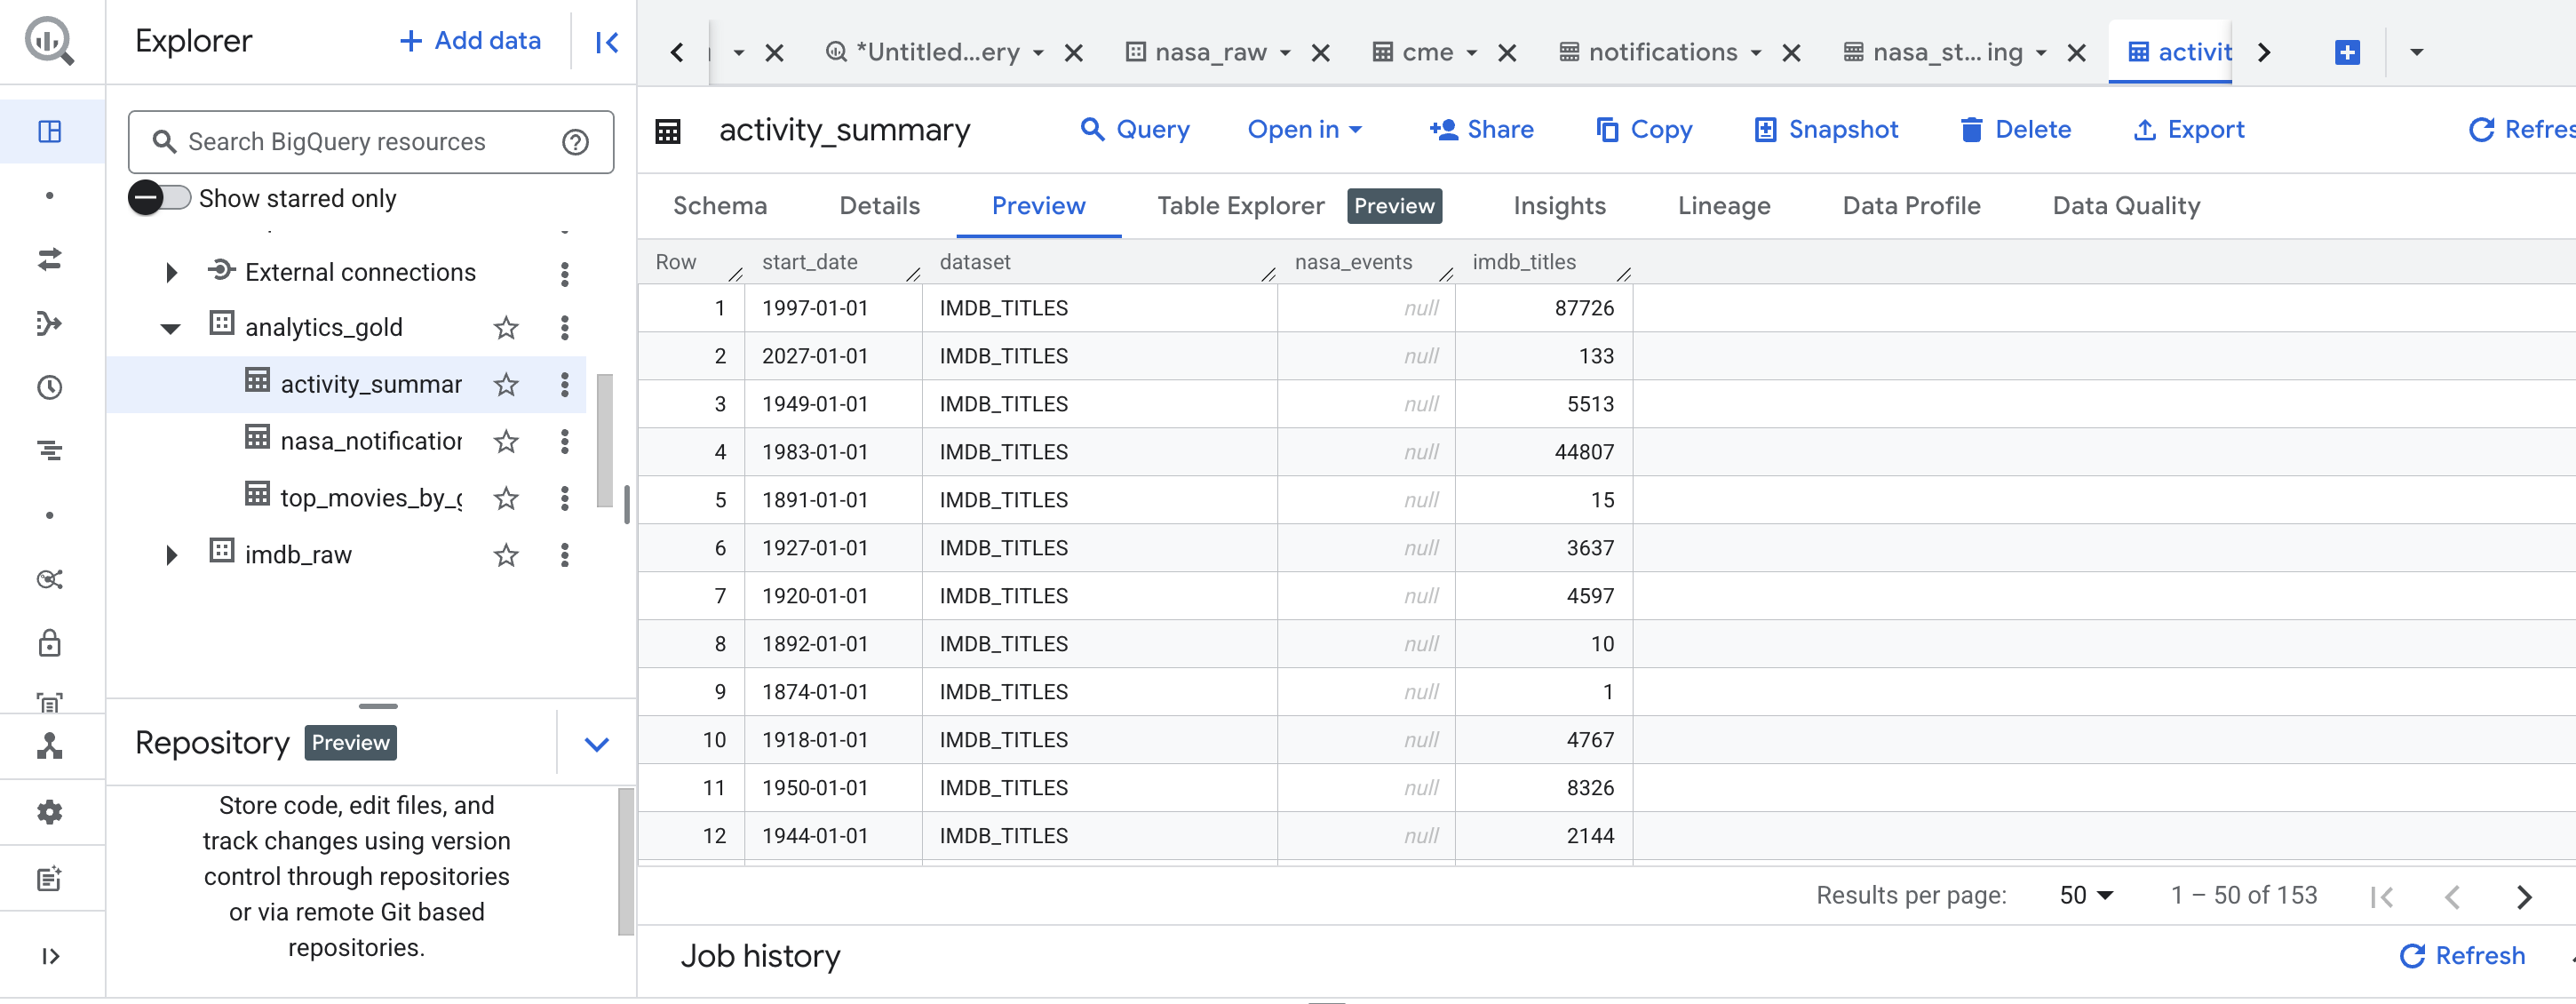 Explorer
+ Add data
Search BigQuery resources
Show starred only
External connections
analytics_gold
activity_summar
nasa_notification
top_movies_by_g
imdb_raw
Repository Preview
Store code, edit files, and
track changes using version
control through repositories
or via remote Git based
repositories.
*Untitled...ery nasa_raw cme notifications nasa_st... ing activit
activity_summary Query Open in Share Copy Snapshot Delete Export Refres
Schema Details Preview Table Explorer Preview Insights Lineage Data Profile Data Quality
Row start_date dataset nasa_events imdb_titles
1 1997-01-01 IMDB_TITLES null 87726
2 2027-01-01 IMDB_TITLES null 133
3 1949-01-01 IMDB_TITLES null 5513
4 1983-01-01 IMDB_TITLES null 44807
5 1891-01-01 IMDB_TITLES null 15
6 1927-01-01 IMDB_TITLES null 3637
7 1920-01-01 IMDB_TITLES null 4597
8 1892-01-01 IMDB_TITLES null 10
9 1874-01-01 IMDB_TITLES null 1
10 1918-01-01 IMDB_TITLES null 4767
11 1950-01-01 IMDB_TITLES null 8326
12 1944-01-01 IMDB_TITLES null 2144
Results per page: 50 1 – 50 of 153
Job history Refresh